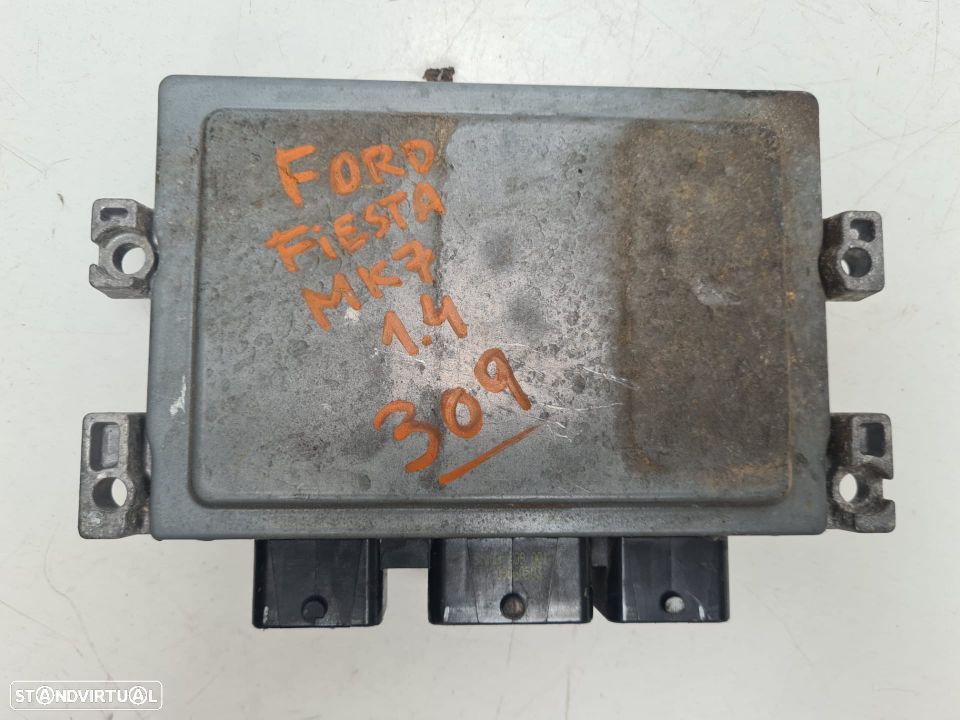 FORD
FiESTA
MK7
1.4
309
STANDVIRTUAL